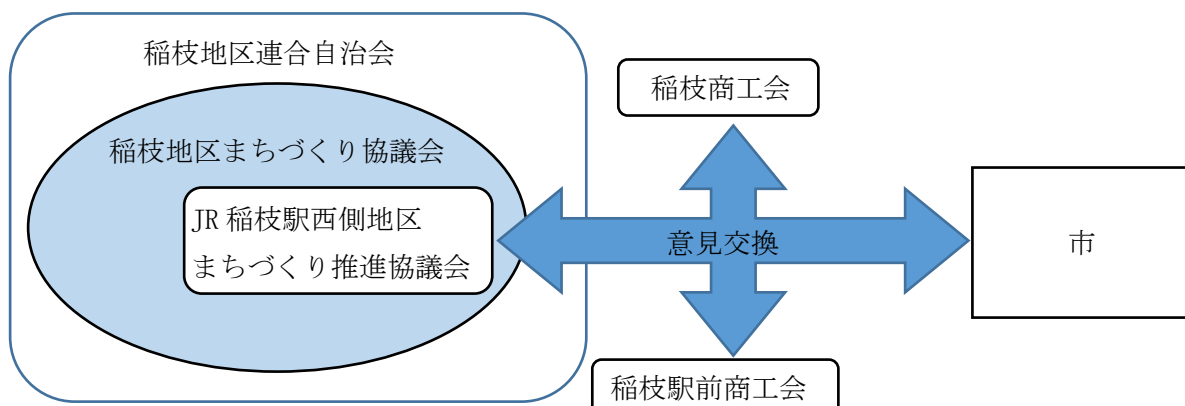 稲枝地区連合自治会
稲枝商工会
稲枝地区まちづくり協議会
JR 稲枝駅西側地区
まちづくり推進協議会
意見交換
市
稲枝駅前商工会